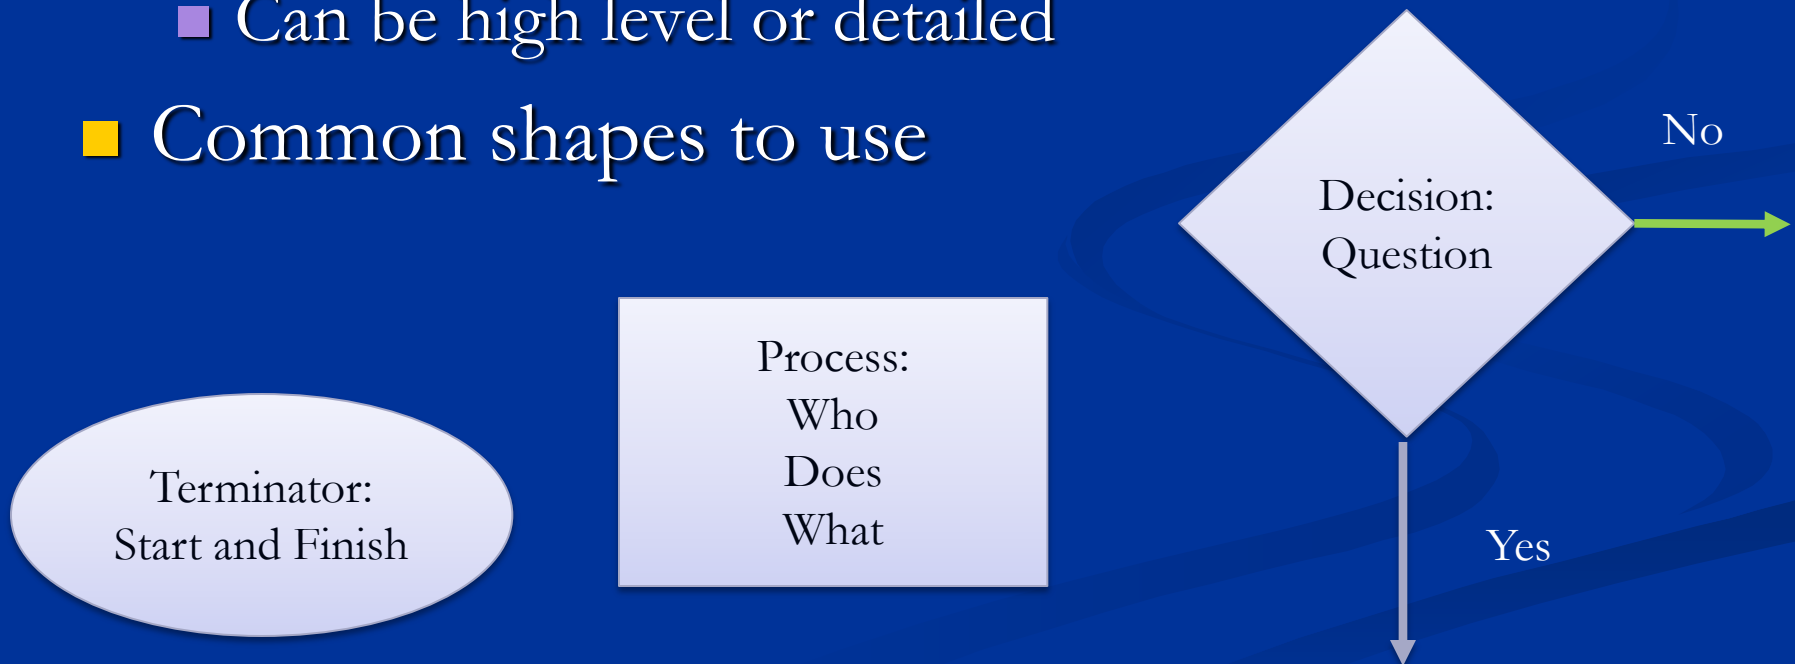 Can be high level or detailed
Common shapes to use
No
Decision:
Question
Process:
Who
Does
What
Terminator:
Start and Finish
Yes